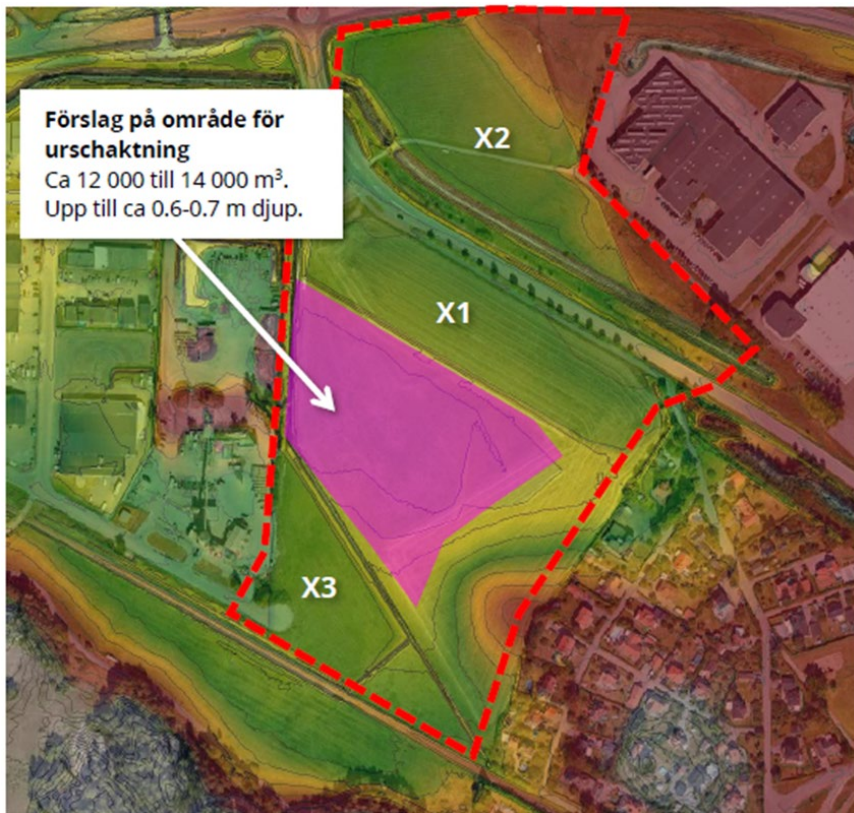 Förslag på område för
urschaktning
Ca 12 000 till 14 000 m³.
Upp till ca 0.6-0.7 m djup.
X2
X1
X3